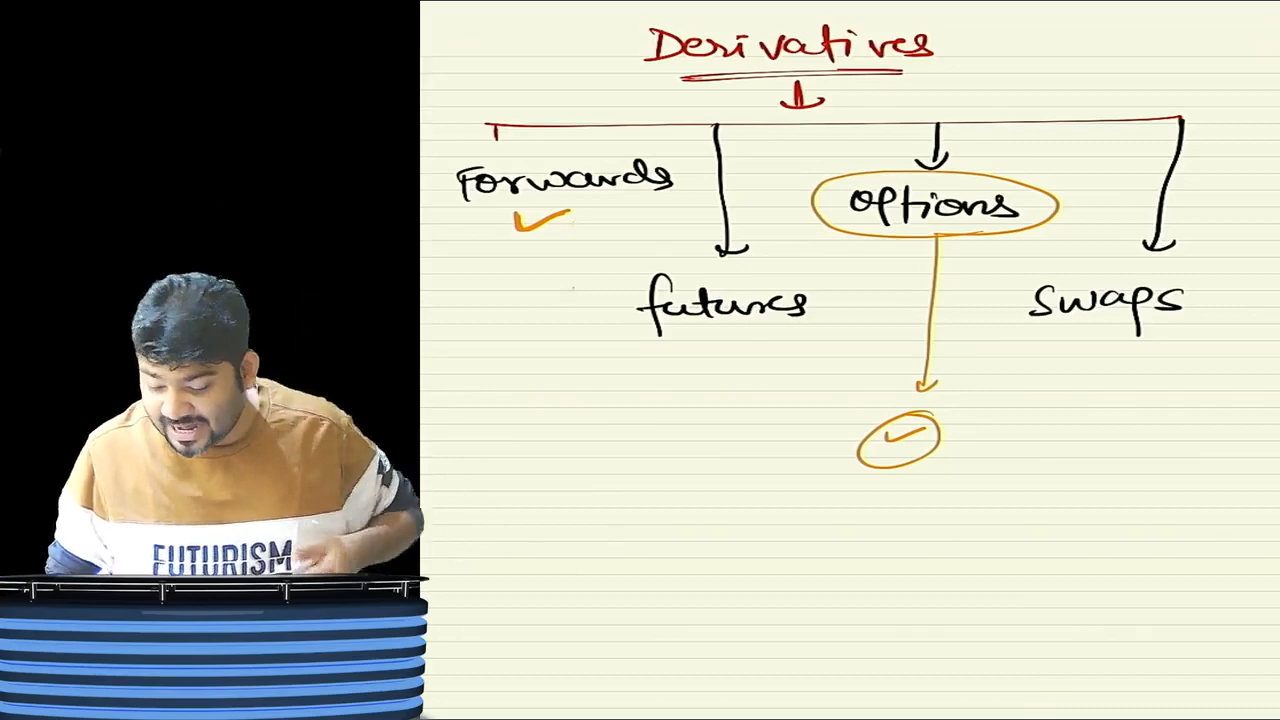 Derivatives
Forwards
options
futures
swaps
FUTURISM